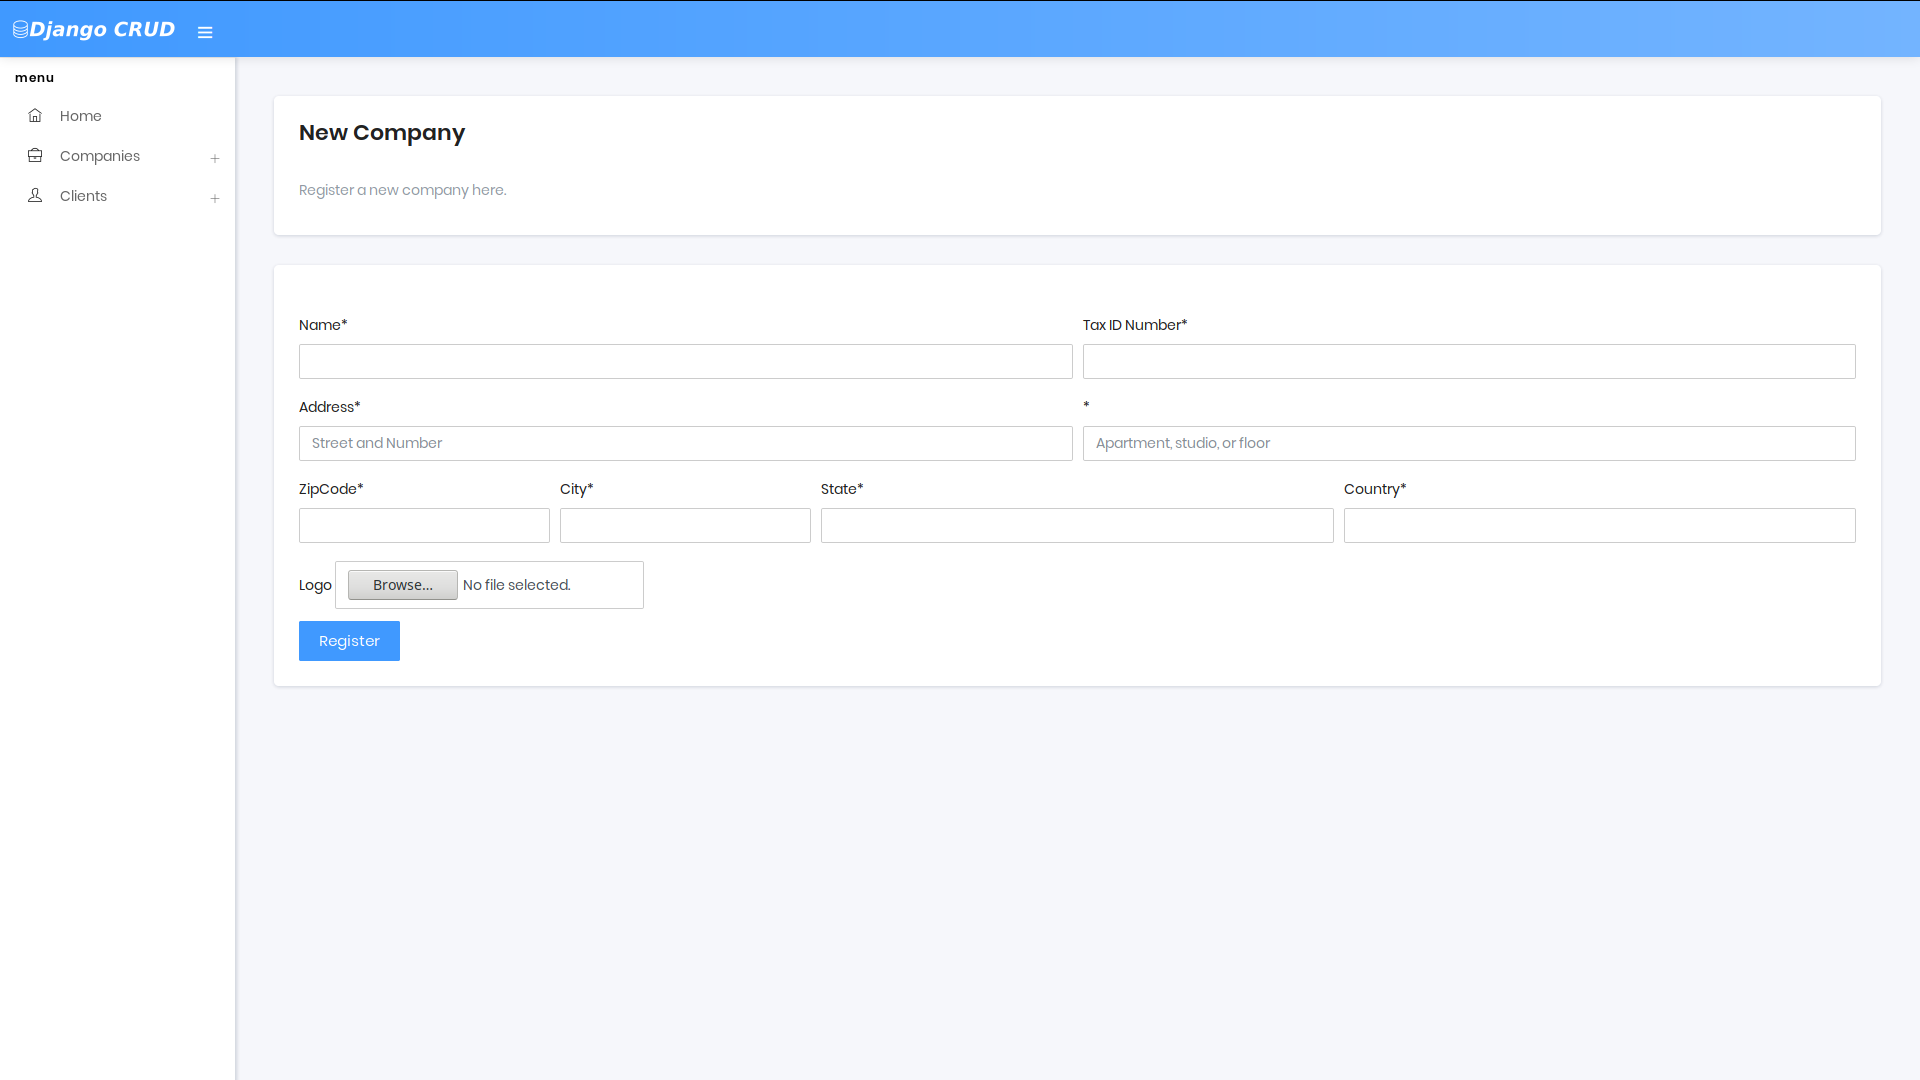 Django CRUD
menu
Home
Companies +
Clients +
New Company
Register a new company here.
Name* Tax ID Number*
Address* *
Street and Number Apartment, studio, or floor
ZipCode* City* State* Country*
Logo Browse... No file selected.
Register